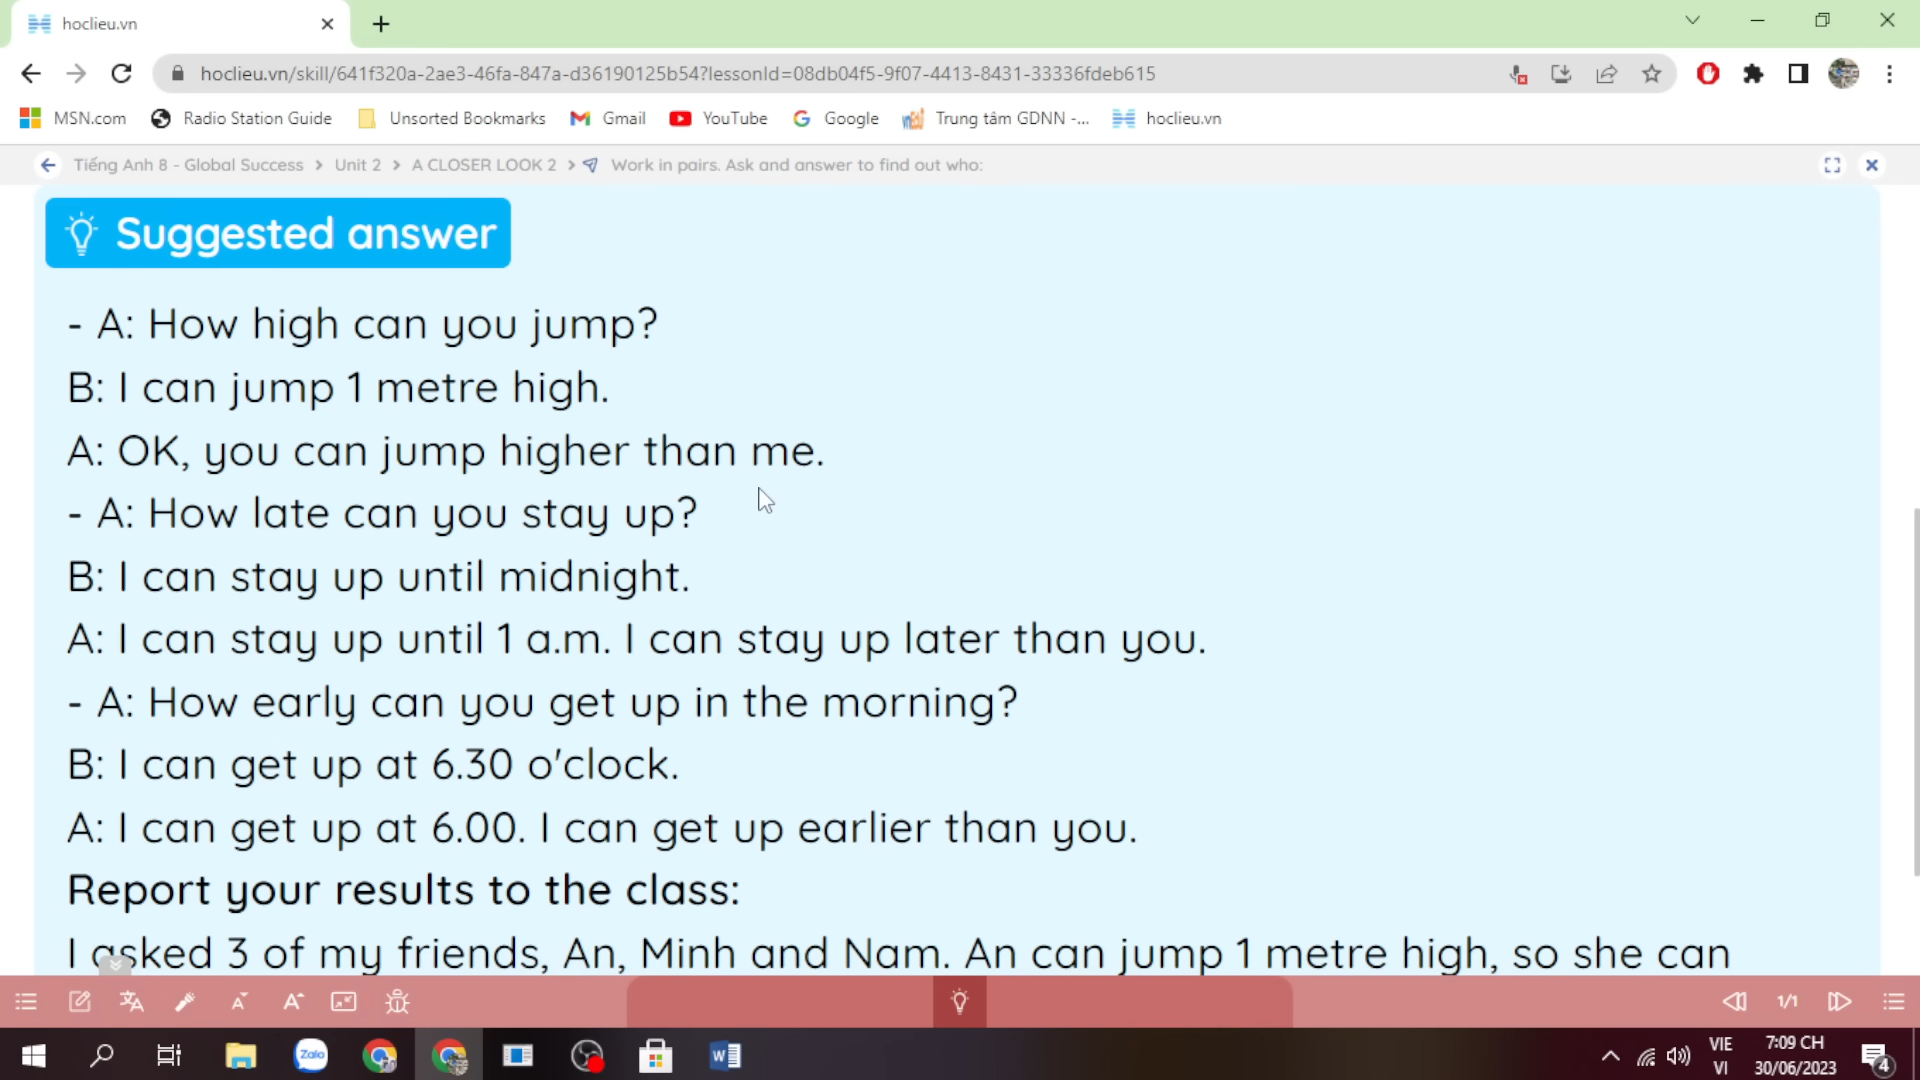 hoclieu.vn
hoclieu.vn/skill/641f320a-2ae3-46fa-847a-d36190125b54?lessonId=08db04f5-9f07-4413-8431-33336fdeb615
MSN.com Radio Station Guide Unsorted Bookmarks Gmail YouTube Google Trung tâm GDNN -... hoclieu.vn
Tiếng Anh 8 - Global Success > Unit 2 > A CLOSER LOOK 2 > Work in pairs. Ask and answer to find out who:
Suggested answer
- A: How high can you jump?
B: I can jump 1 metre high.
A: OK, you can jump higher than me.
- A: How late can you stay up?
B: I can stay up until midnight.
A: I can stay up until 1 a.m. I can stay up later than you.
- A: How early can you get up in the morning?
B: I can get up at 6.30 o'clock.
A: I can get up at 6.00. I can get up earlier than you.
Report your results to the class:
I asked 3 of my friends, An, Minh and Nam. An can jump 1 metre high, so she can
1/1
Zalo
VIE
VI
7:09 CH
30/06/2023
4